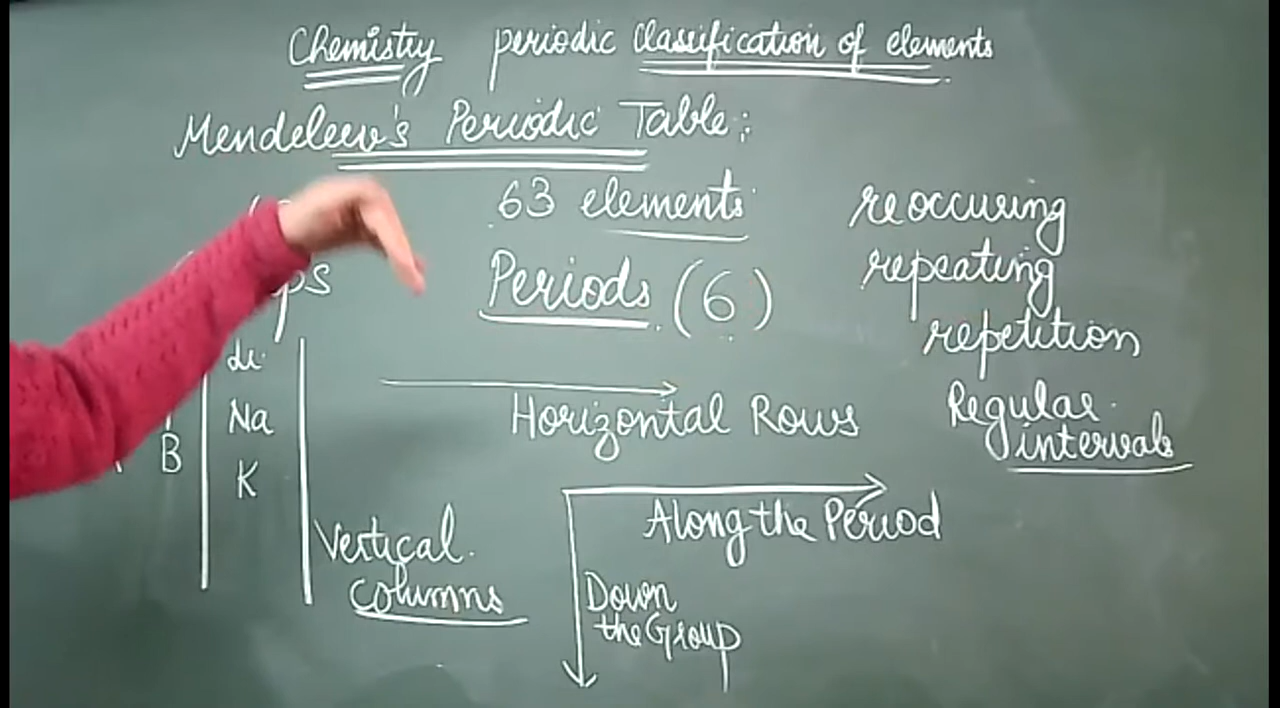 Chemistry periodic classification of elements
Mendeleev's Periodic Table:
63 elements
reoccuring
Periods (6)
repeating
repetition
Li
Na
B
K
Horizontal Rows
Regular
intervals
Along the Period
Vertical
columns
Down
the Group